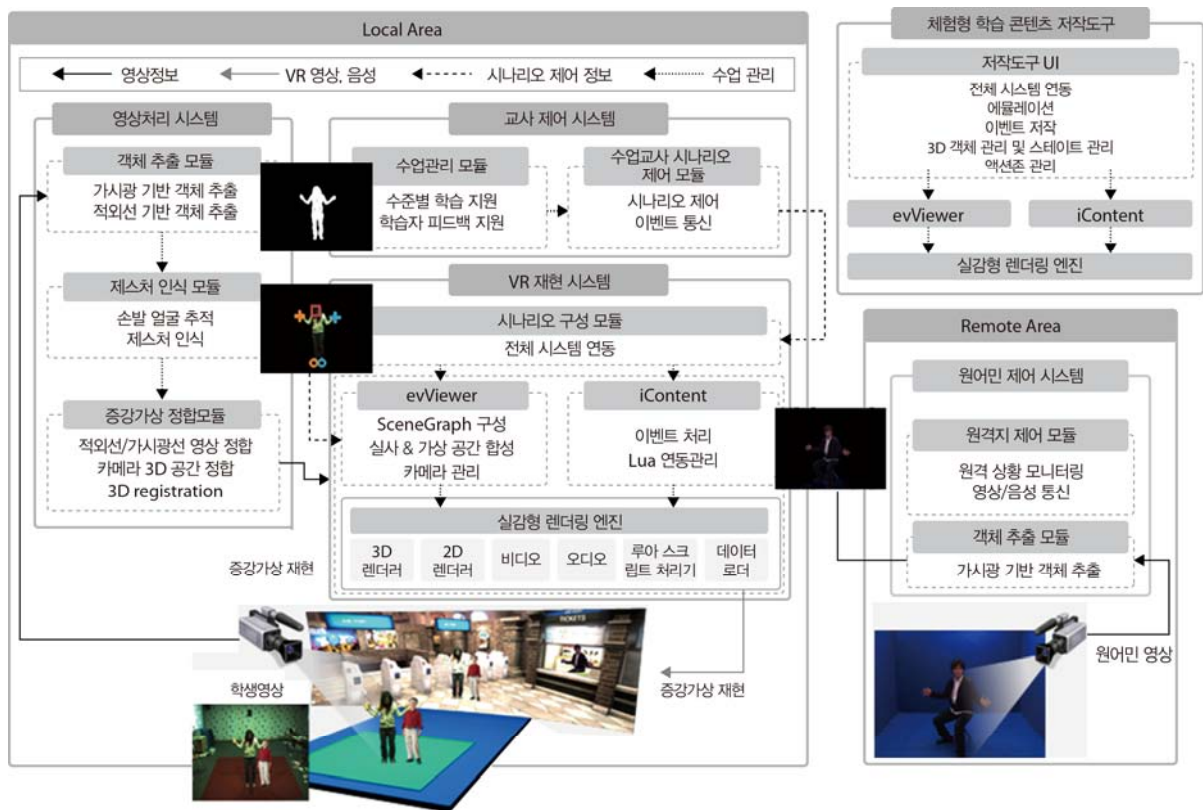 Local Area
영상정보
VR 영상, 음성
시나리오 제어 정보
수업 관리
영상처리 시스템
객체 추출 모듈
가시광 기반 객체 추출
적외선 기반 객체 추출
제스처 인식 모듈
손발 얼굴 추적
제스처 인식
증강가상 정합모듈
적외선/가시광선 영상 정합
카메라 3D 공간 정합
3D registration
교사 제어 시스템
수업관리 모듈
수준별 학습 지원
학습자 피드백 지원
수업교사 시나리오
제어 모듈
시나리오 제어
이벤트 통신
VR 재현 시스템
시나리오 구성 모듈
전체 시스템 연동
evViewer
SceneGraph 구성
실사 & 가상 공간 합성
카메라 관리
iContent
이벤트 처리
Lua 연동관리
실감형 렌더링 엔진
3D
렌더러
2D
렌더러
비디오
오디오
루아 스크
립트 처리기
데이터
로더
증강가상 재현
TICKETS
학생영상
증강가상 재현
체험형 학습 콘텐츠 저작도구
저작도구 UI
전체 시스템 연동
에뮬레이션
이벤트 저작
3D 객체 관리 및 스테이트 관리
액션존 관리
evViewer
iContent
실감형 렌더링 엔진
Remote Area
원어민 제어 시스템
원격지 제어 모듈
원격 상황 모니터링
영상/음성 통신
객체 추출 모듈
가시광 기반 객체 추출
원어민 영상